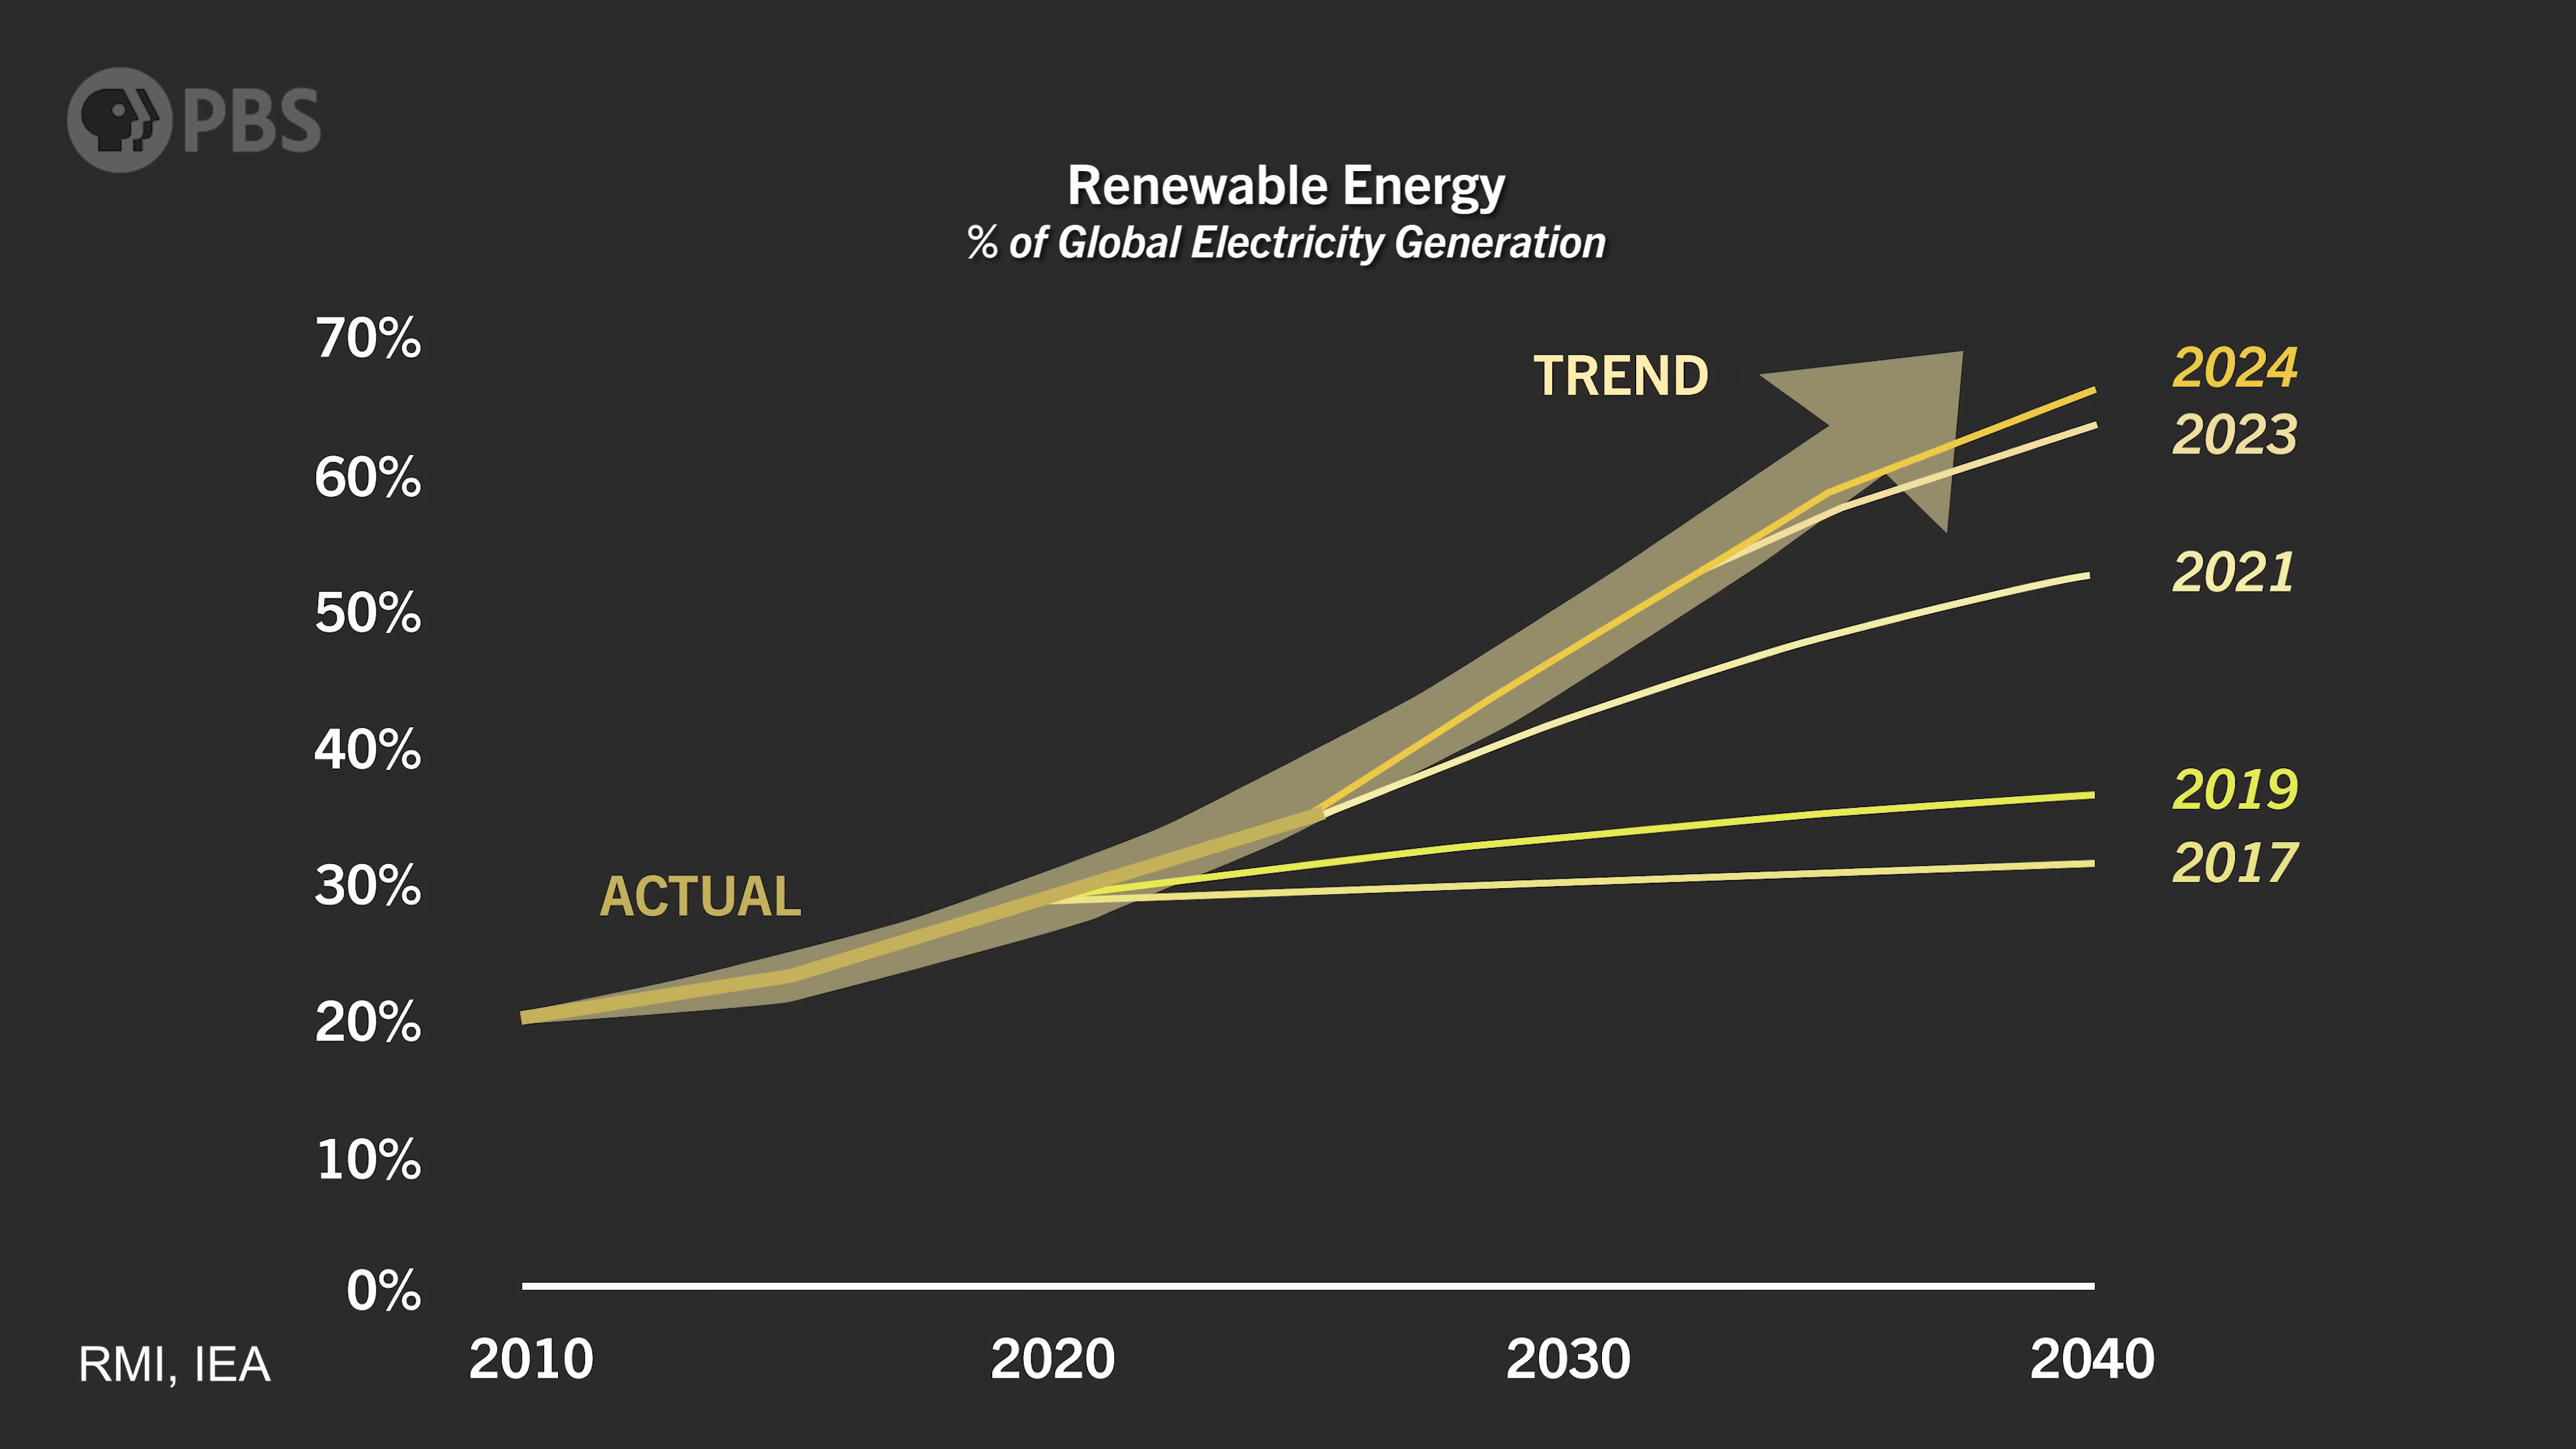 PBS
Renewable Energy
% of Global Electricity Generation
70%
60%
50%
40%
30%
20%
10%
0%
TREND
ACTUAL
2024
2023
2021
2019
2017
2010
2020
2030
2040
RMI, IEA